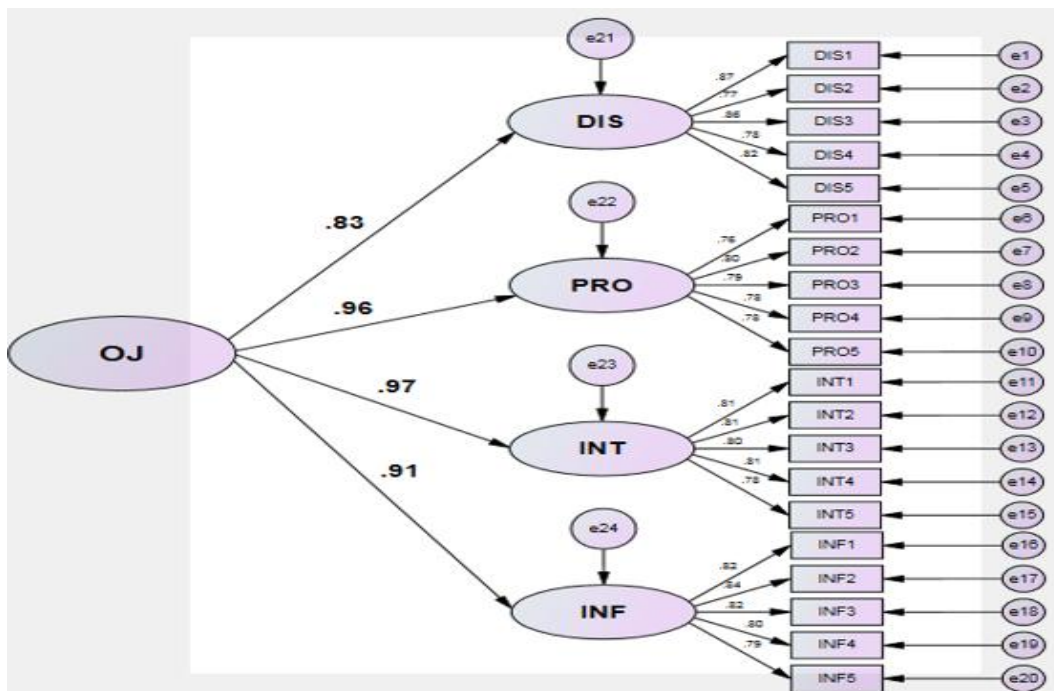 e21
DIS1
e1
.87
DIS2
e2
.77
DIS
.86
DIS3
e3
.78
DIS4
e4
.82
DIS5
e5
e22
PRO1
e6
.76
PRO2
e7
.80
.83
PRO
.79
PRO3
e8
.78
PRO4
e9
.78
PRO5
e10
.96
OJ
e23
INT1
e11
.81
INT2
e12
.81
.97
INT
.80
INT3
e13
.81
INT4
e14
.78
INT5
e15
.91
e24
INF1
e16
.82
INF2
e17
.84
INF
.82
INF3
e18
.80
INF4
e19
.79
INF5
e20